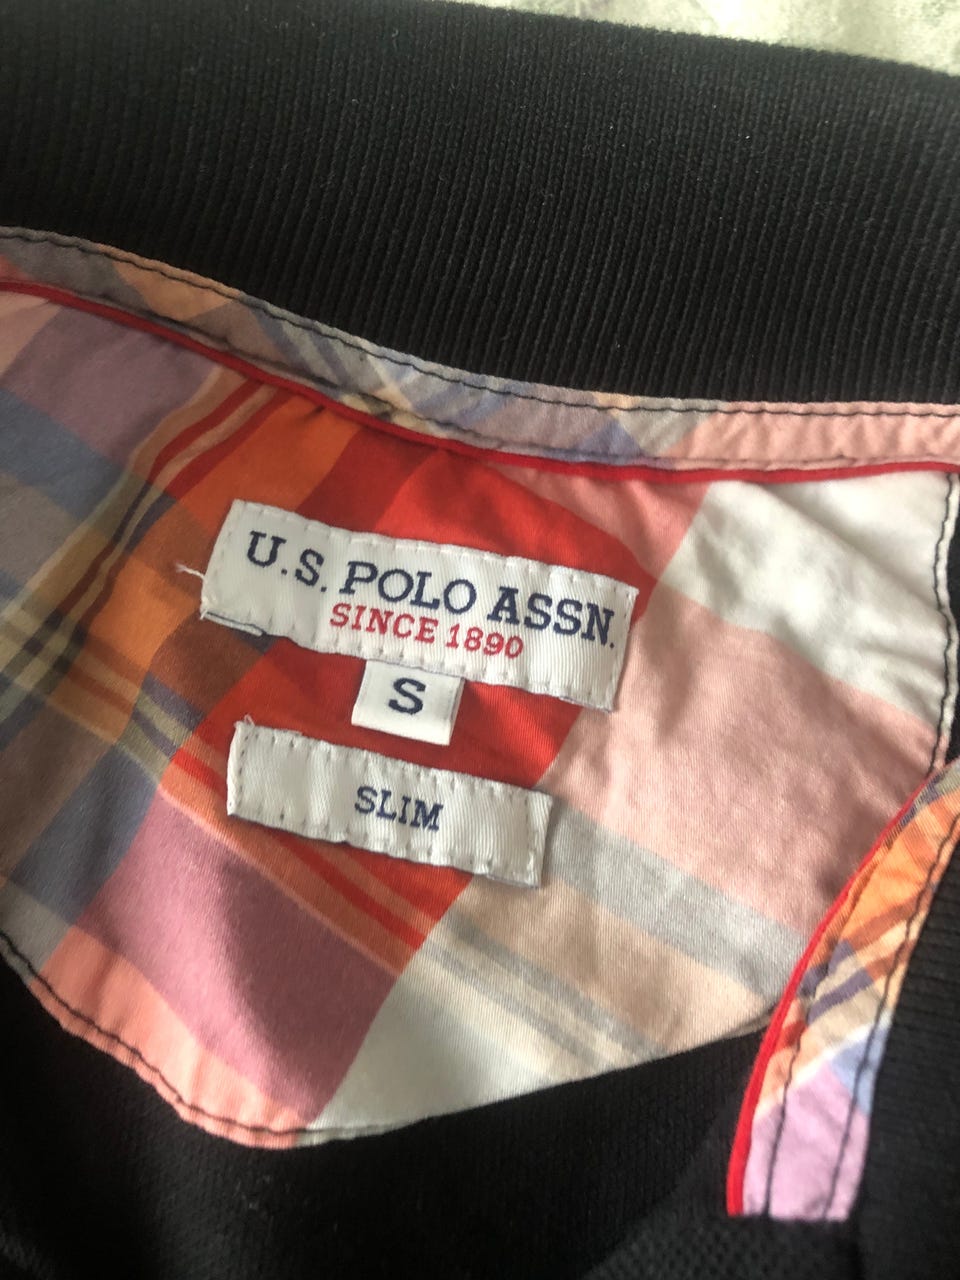 U.S. POLO ASSN.
SINCE 1890
S
SLIM